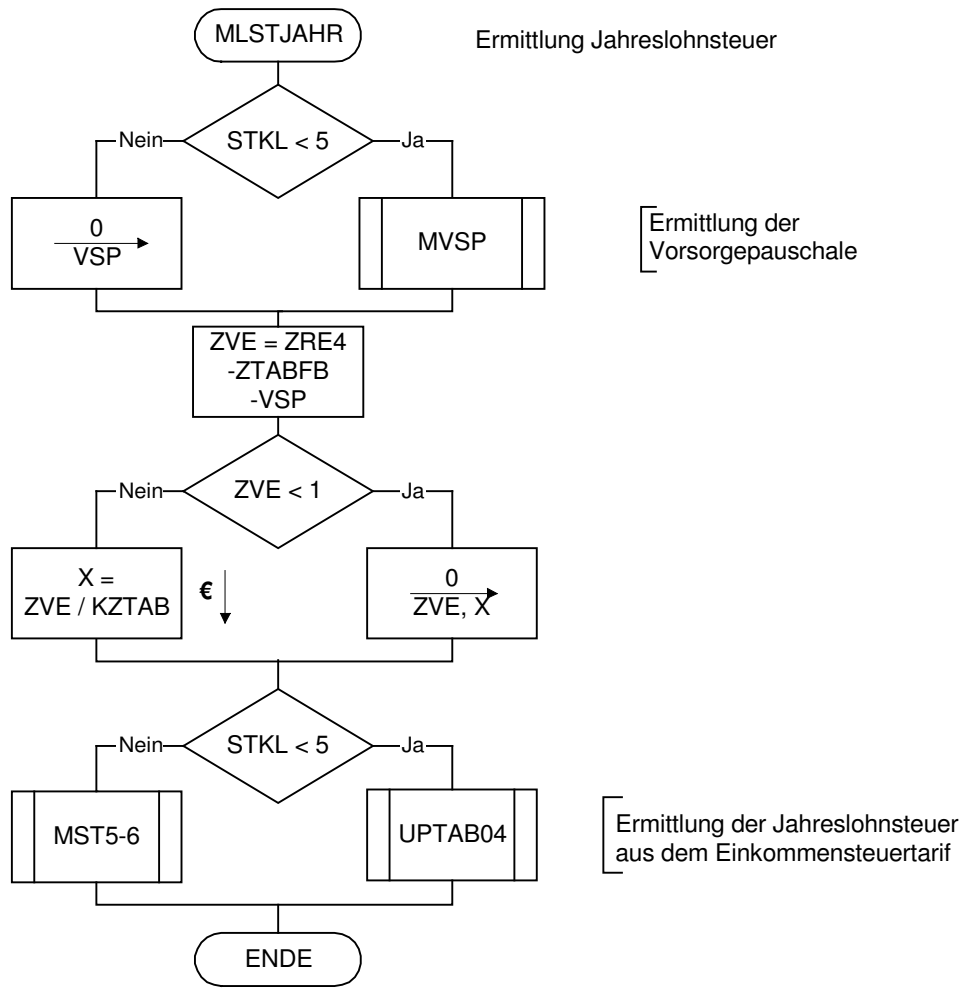 MLSTJAHR
Ermittlung Jahreslohnsteuer
Nein
STKL < 5
Ja
0
VSP
MVSP
Ermittlung der
Vorsorgepauschale
ZVE = ZRE4
-ZTABFB
-VSP
Nein
ZVE < 1
Ja
X =
ZVE / KZTAB
€
0
ZVE, X
Nein
STKL < 5
Ja
MST5-6
UPTAB04
Ermittlung der Jahreslohnsteuer
aus dem Einkommensteuertarif
ENDE